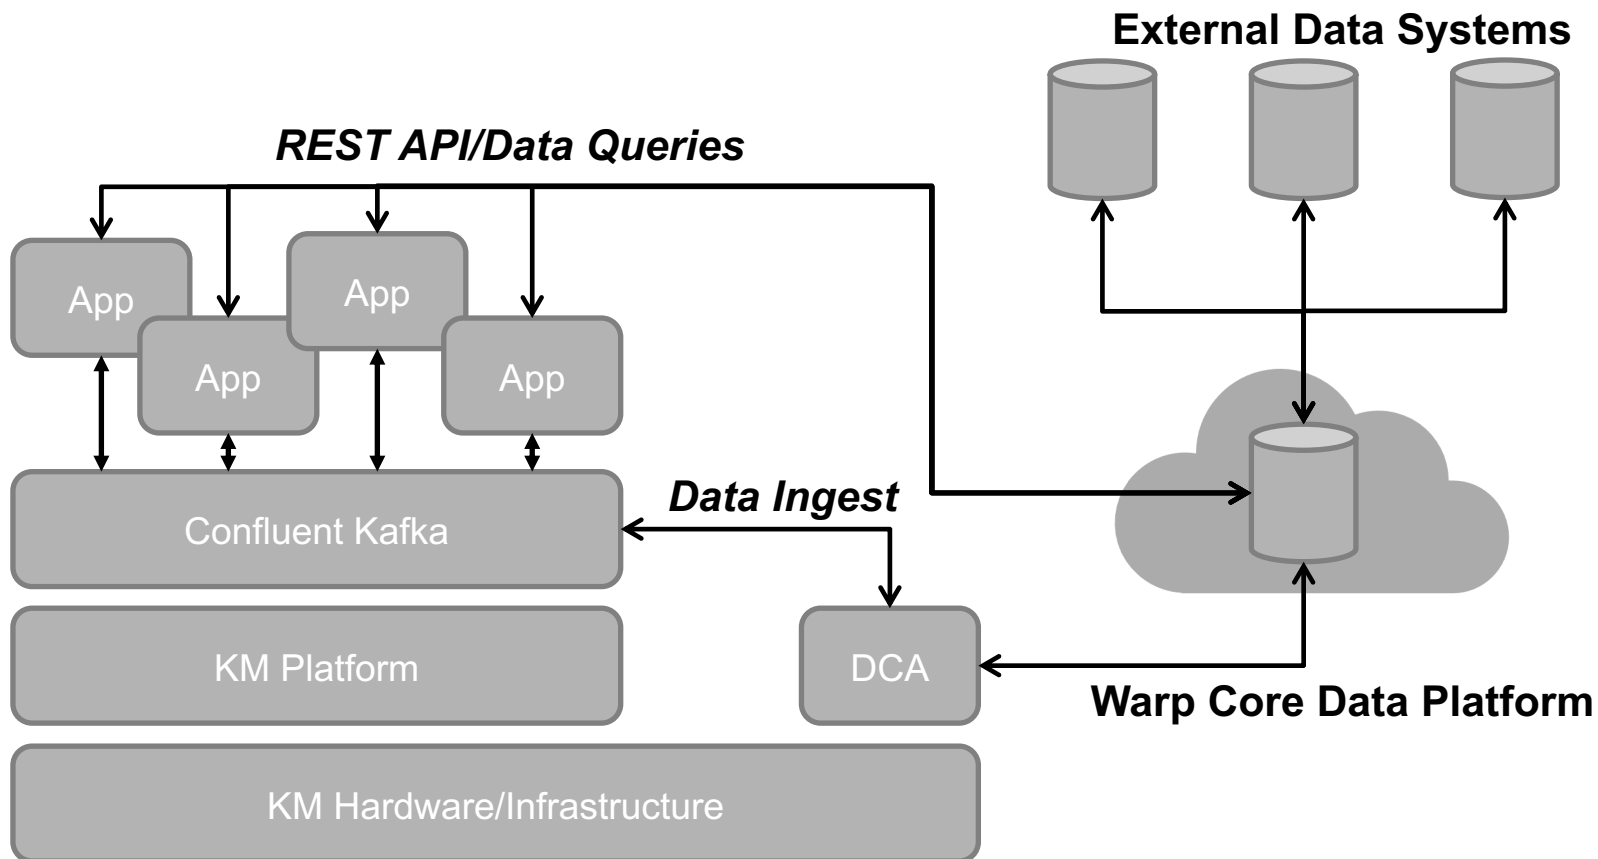 External Data Systems
REST API/Data Queries
App
App
App
App
Data Ingest
Confluent Kafka
KM Platform
DCA
Warp Core Data Platform
KM Hardware/Infrastructure